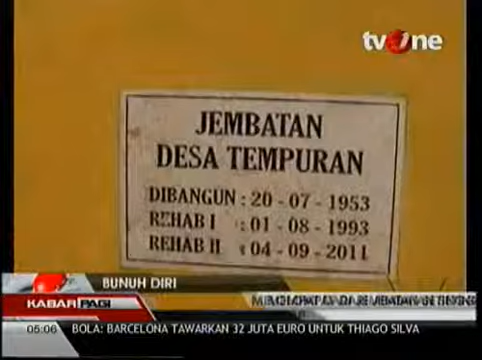 tvOne
JEMBATAN
DESA TEMPURAN
DIBANGUN : 20 - 07 - 1953
REHAB I : 01 - 08 - 1993
REHAB II : 04 - 09 - 2011
BUNUH DIRI
KABAR PAGI
05:06 BOLA: BARCELONA TAWARKAN 32 JUTA EURO UNTUK THIAGO SILVA